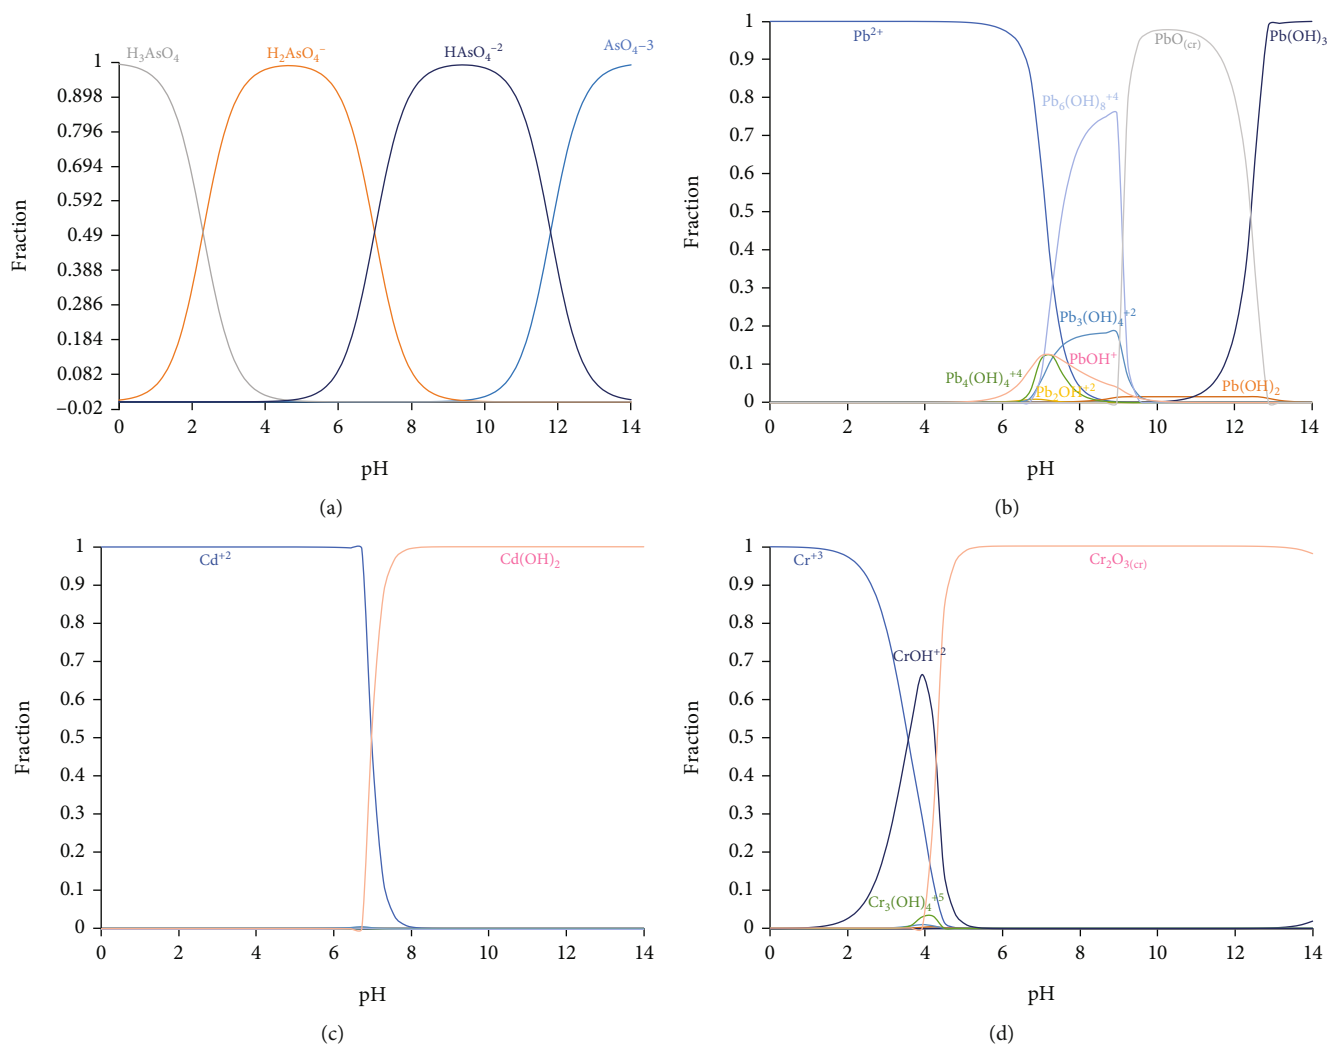 H₃AsO₄ H₂AsO₄⁻ HAsO₄⁻² AsO₄–3
1
0.898
0.796
0.694
0.592
0.49
0.388
0.286
0.184
0.082
–0.02
Fraction
0 2 4 6 8 10 12 14
pH
(a)
Pb²⁺ Pb₆(OH)₈⁺⁴ PbO₍cr₎ Pb(OH)₃
Pb₃(OH)₄⁺²
PbOH⁺
Pb₄(OH)₄⁺⁴ Pb₂OH⁺² Pb(OH)₂
1
0.9
0.8
0.7
0.6
0.5
0.4
0.3
0.2
0.1
0
Fraction
0 2 4 6 8 10 12 14
pH
(b)
Cd⁺² Cd(OH)₂
1
0.9
0.8
0.7
0.6
0.5
0.4
0.3
0.2
0.1
0
Fraction
0 2 4 6 8 10 12 14
pH
(c)
Cr⁺³ Cr₂O₃₍cr₎
CrOH⁺²
Cr₃(OH)₄⁺⁵
1
0.9
0.8
0.7
0.6
0.5
0.4
0.3
0.2
0.1
0
Fraction
0 2 4 6 8 10 12 14
pH
(d)